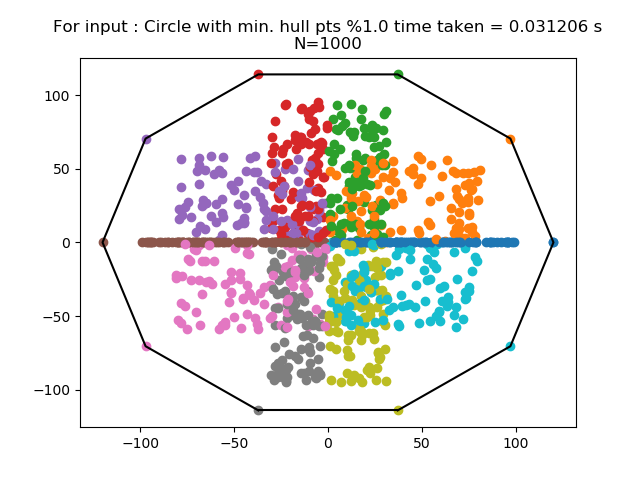 For input : Circle with min. hull pts %1.0 time taken = 0.031206 s
N=1000
100
50
0
−50
−100
−100 −50 0 50 100